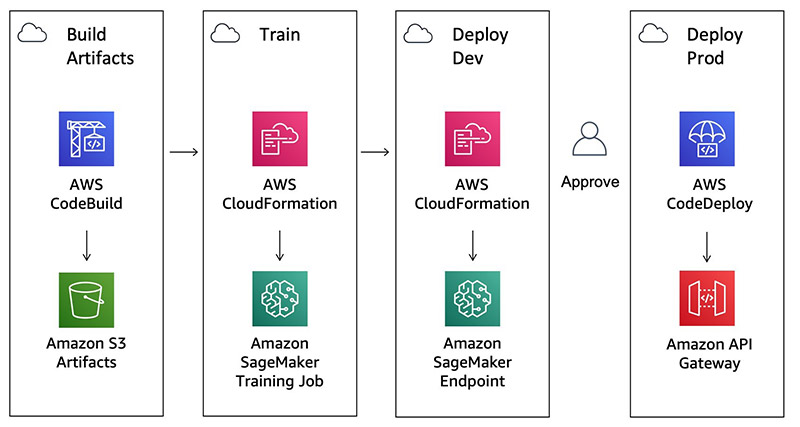 Build
Artifacts
AWS
CodeBuild
Amazon S3
Artifacts
Train
AWS
CloudFormation
Amazon
SageMaker
Training Job
Deploy
Dev
AWS
CloudFormation
Amazon
SageMaker
Endpoint
Approve
Deploy
Prod
AWS
CodeDeploy
Amazon API
Gateway